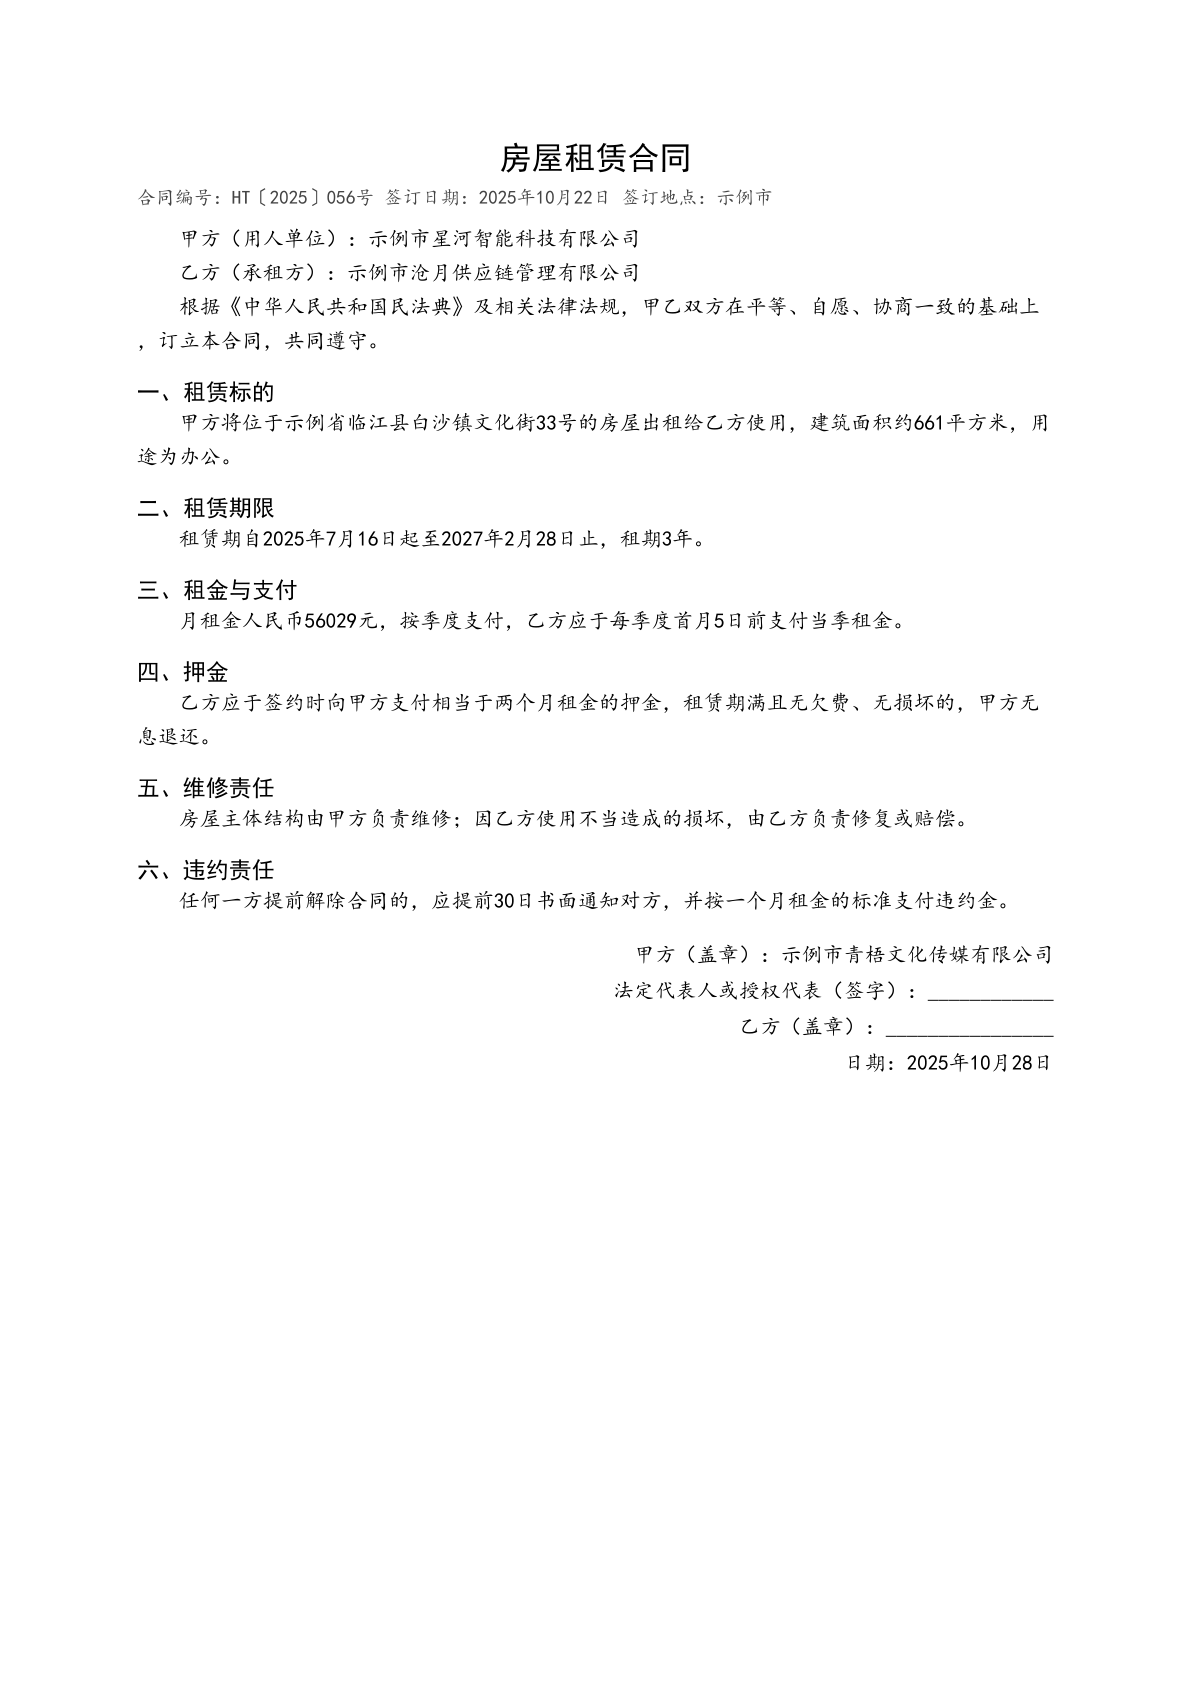 房屋租赁合同
合同编号：HT〔2025〕056号 签订日期：2025年10月22日 签订地点：示例市
甲方（用人单位）：示例市星河智能科技有限公司
乙方（承租方）：示例市沧月供应链管理有限公司
根据《中华人民共和国民法典》及相关法律法规，甲乙双方在平等、自愿、协商一致的基础上
，订立本合同，共同遵守。
一、租赁标的
甲方将位于示例省临江县白沙镇文化街33号的房屋出租给乙方使用，建筑面积约661平方米，用
途为办公。
二、租赁期限
租赁期自2025年7月16日起至2027年2月28日止，租期3年。
三、租金与支付
月租金人民币56029元，按季度支付，乙方应于每季度首月5日前支付当季租金。
四、押金
乙方应于签约时向甲方支付相当于两个月租金的押金，租赁期满且无欠费、无损坏的，甲方无
息退还。
五、维修责任
房屋主体结构由甲方负责维修；因乙方使用不当造成的损坏，由乙方负责修复或赔偿。
六、违约责任
任何一方提前解除合同的，应提前30日书面通知对方，并按一个月租金的标准支付违约金。
甲方（盖章）：示例市青梧文化传媒有限公司
法定代表人或授权代表（签字）：____________
乙方（盖章）：________________
日期：2025年10月28日